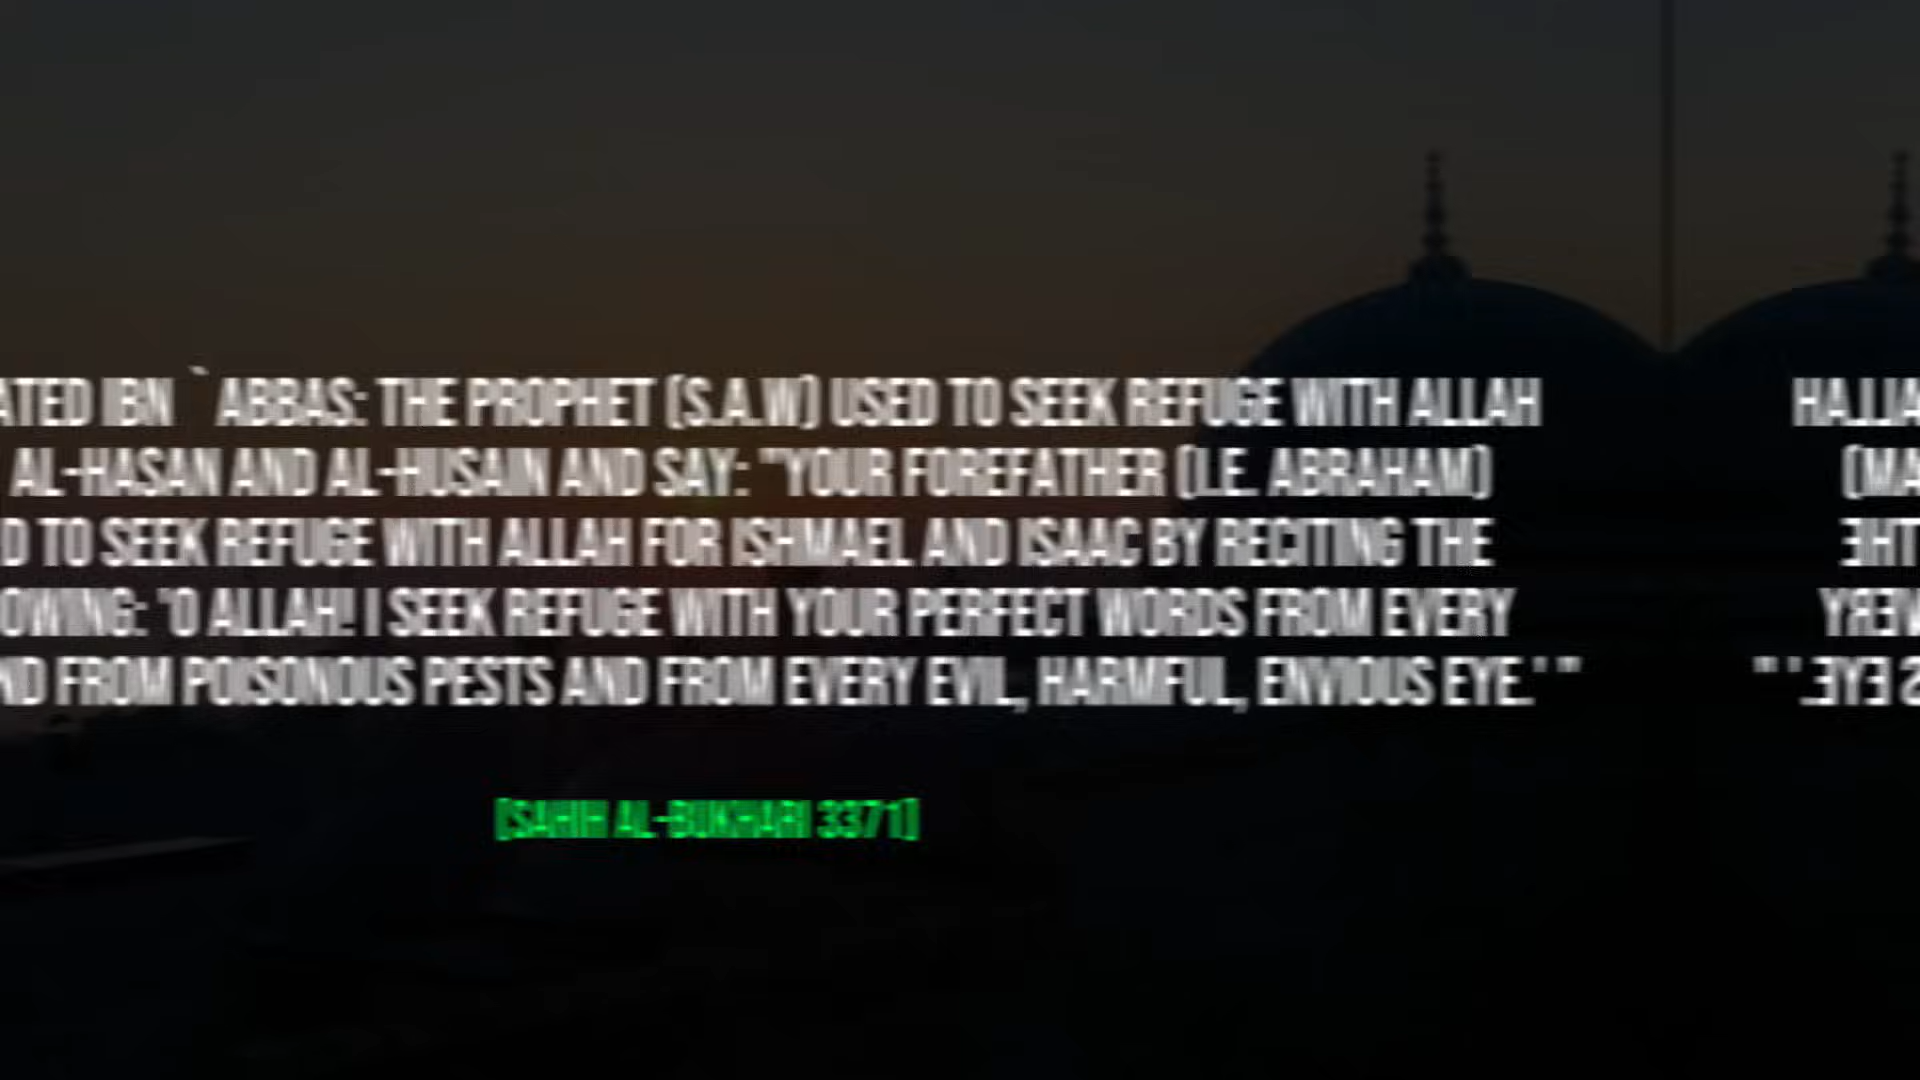 ATED IBN `ABBAS: THE PROPHET (S.A.W) USED TO SEEK REFUGE WITH ALLAH
AL-HASAN AND AL-HUSAIN AND SAY: "YOUR FOREFATHER (I.E. ABRAHAM)
D TO SEEK REFUGE WITH ALLAH FOR ISHMAEL AND ISAAC BY RECITING THE
OWING: 'O ALLAH! I SEEK REFUGE WITH YOUR PERFECT WORDS FROM EVERY
ND FROM POISONOUS PESTS AND FROM EVERY EVIL, HARMFUL, ENVIOUS EYE.' "
[SAHIH AL-BUKHARI 3371]